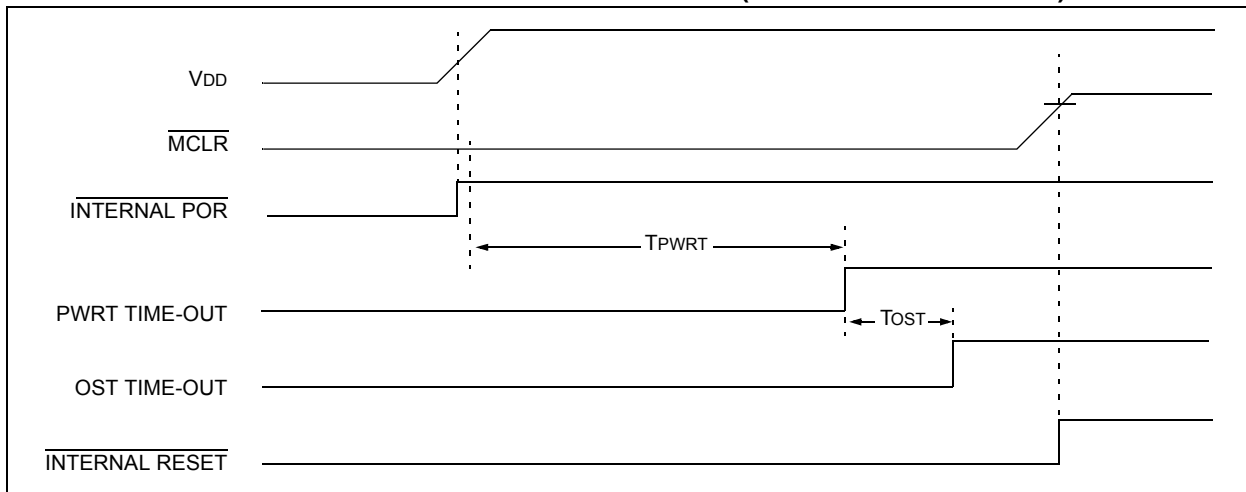 VDD
MCLR
INTERNAL POR
TPWRT
PWRT TIME-OUT
TOST
OST TIME-OUT
INTERNAL RESET